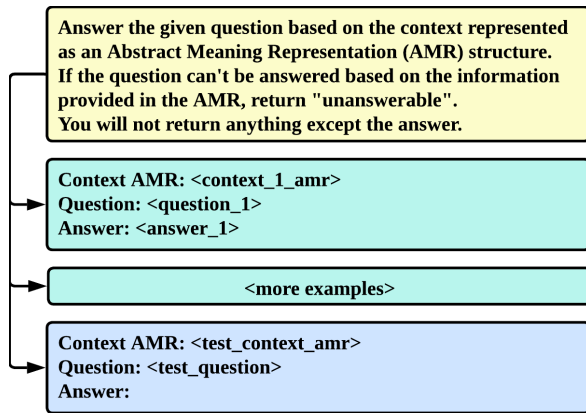 Answer the given question based on the context represented
as an Abstract Meaning Representation (AMR) structure.
If the question can't be answered based on the information
provided in the AMR, return "unanswerable".
You will not return anything except the answer.
Context AMR: <context_1_amr>
Question: <question_1>
Answer: <answer_1>
<more examples>
Context AMR: <test_context_amr>
Question: <test_question>
Answer: